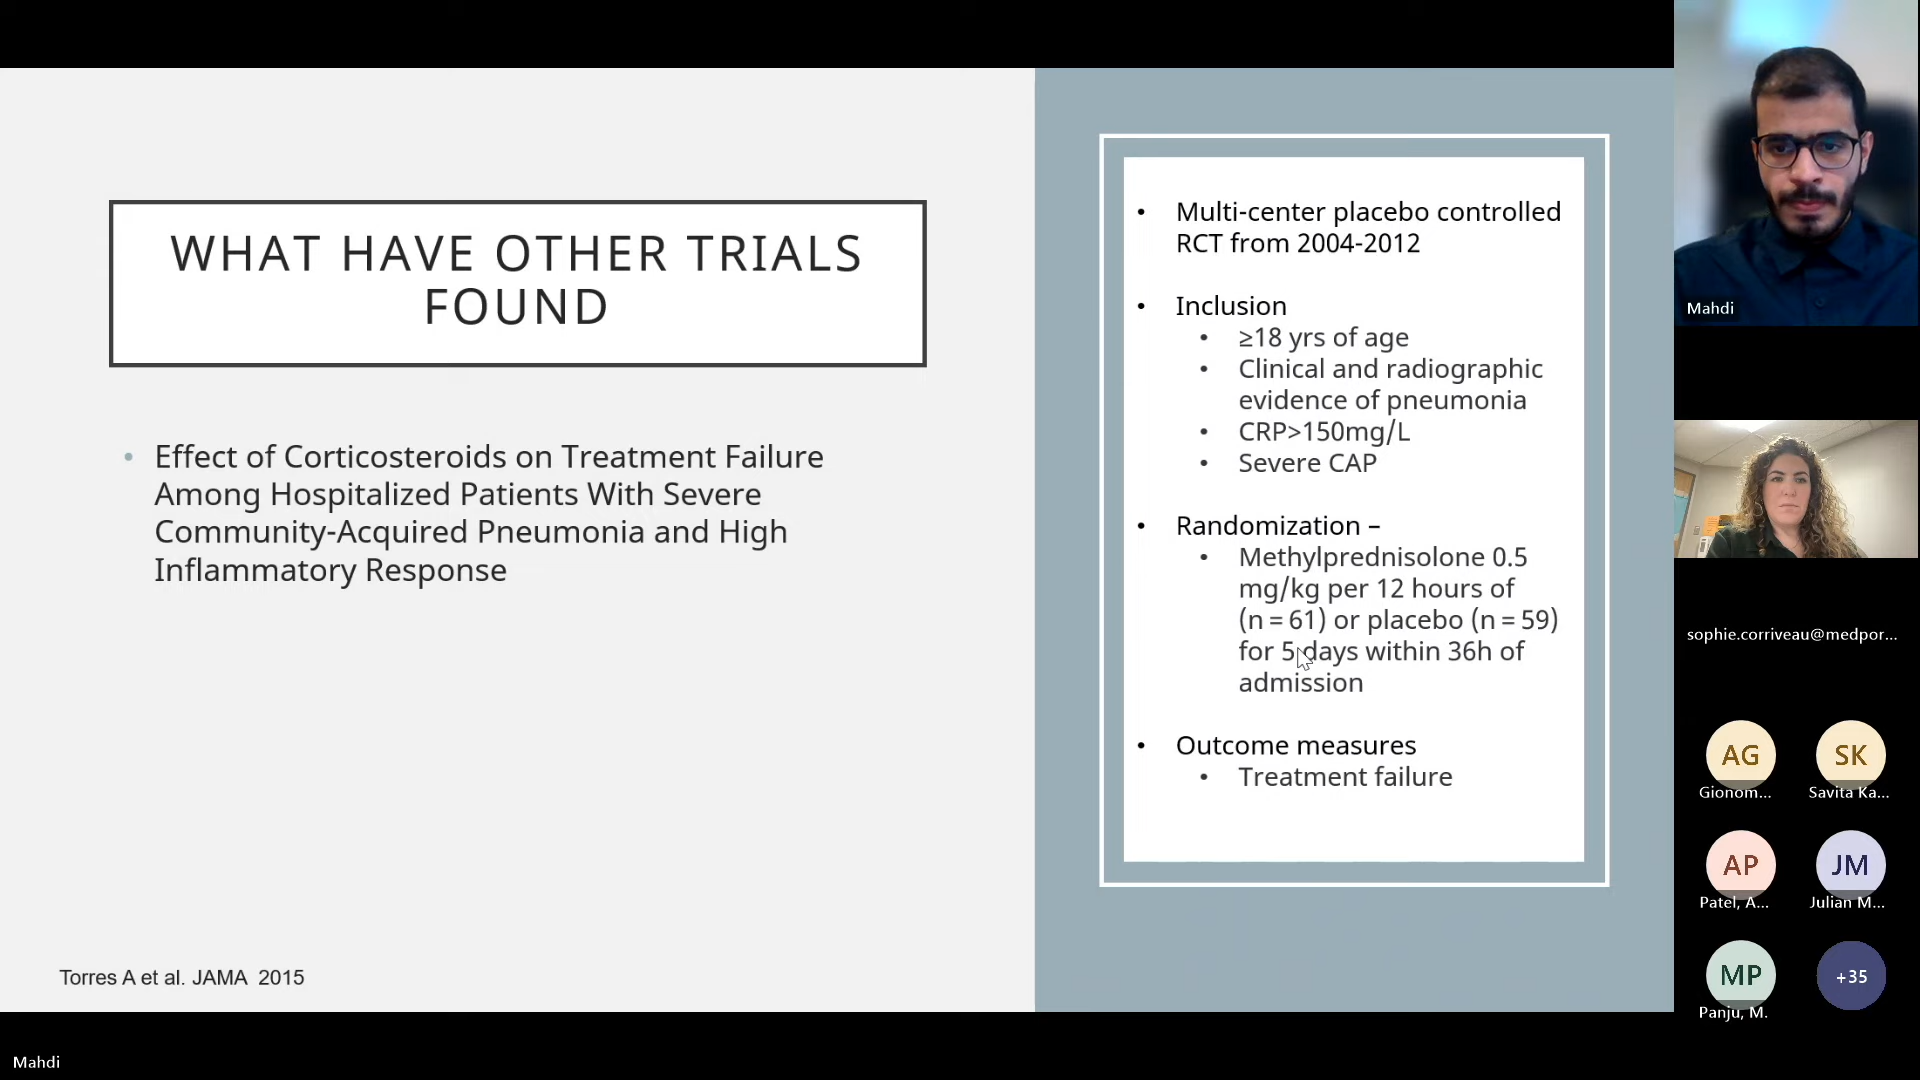 WHAT HAVE OTHER TRIALS
FOUND
• Effect of Corticosteroids on Treatment Failure
Among Hospitalized Patients With Severe
Community-Acquired Pneumonia and High
Inflammatory Response
Torres A et al. JAMA 2015
• Multi-center placebo controlled
RCT from 2004-2012
• Inclusion
• ≥18 yrs of age
• Clinical and radiographic
evidence of pneumonia
• CRP>150mg/L
• Severe CAP
• Randomization –
• Methylprednisolone 0.5
mg/kg per 12 hours of
(n = 61) or placebo (n = 59)
for 5 days within 36h of
admission
• Outcome measures
• Treatment failure
Mahdi
sophie.corriveau@medpor...
AG
Gionom...
SK
Savita Ka...
AP
Patel, A...
JM
Julian M...
MP
Panju, M.
+35
Mahdi